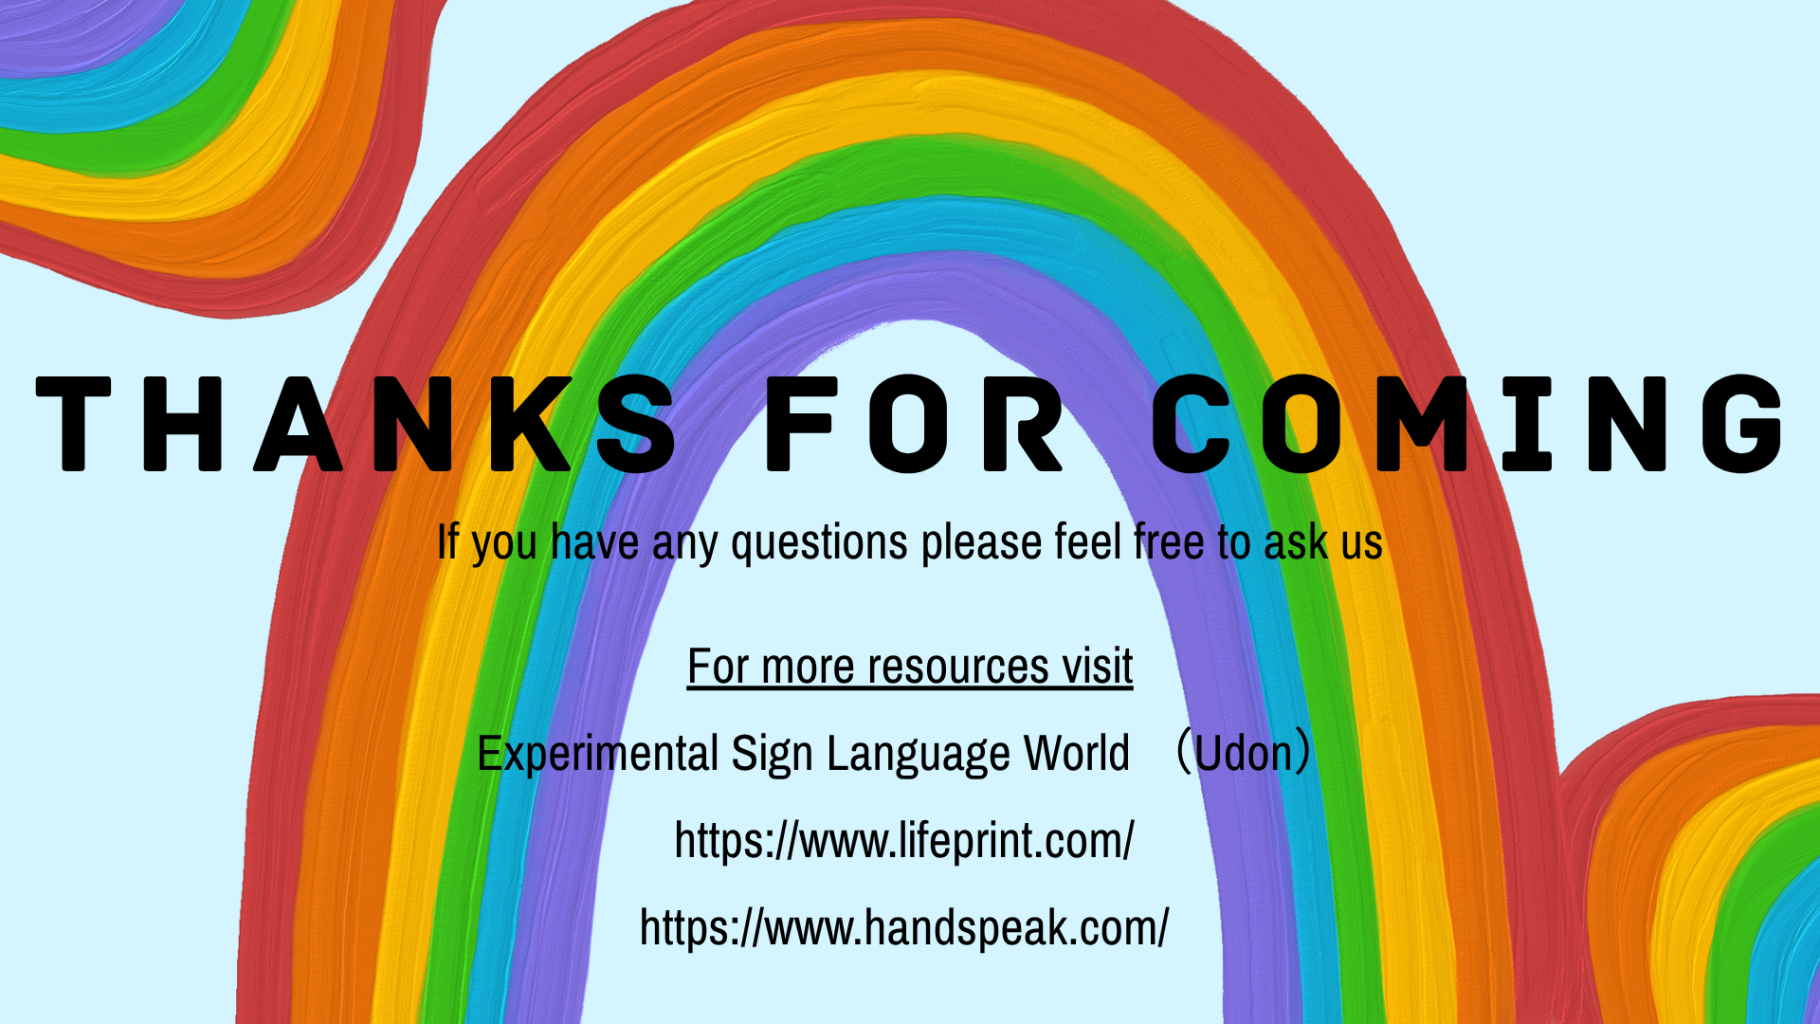 THANKS FOR COMING
If you have any questions please feel free to ask us
For more resources visit
Experimental Sign Language World （Udon）
https://www.lifeprint.com/
https://www.handspeak.com/